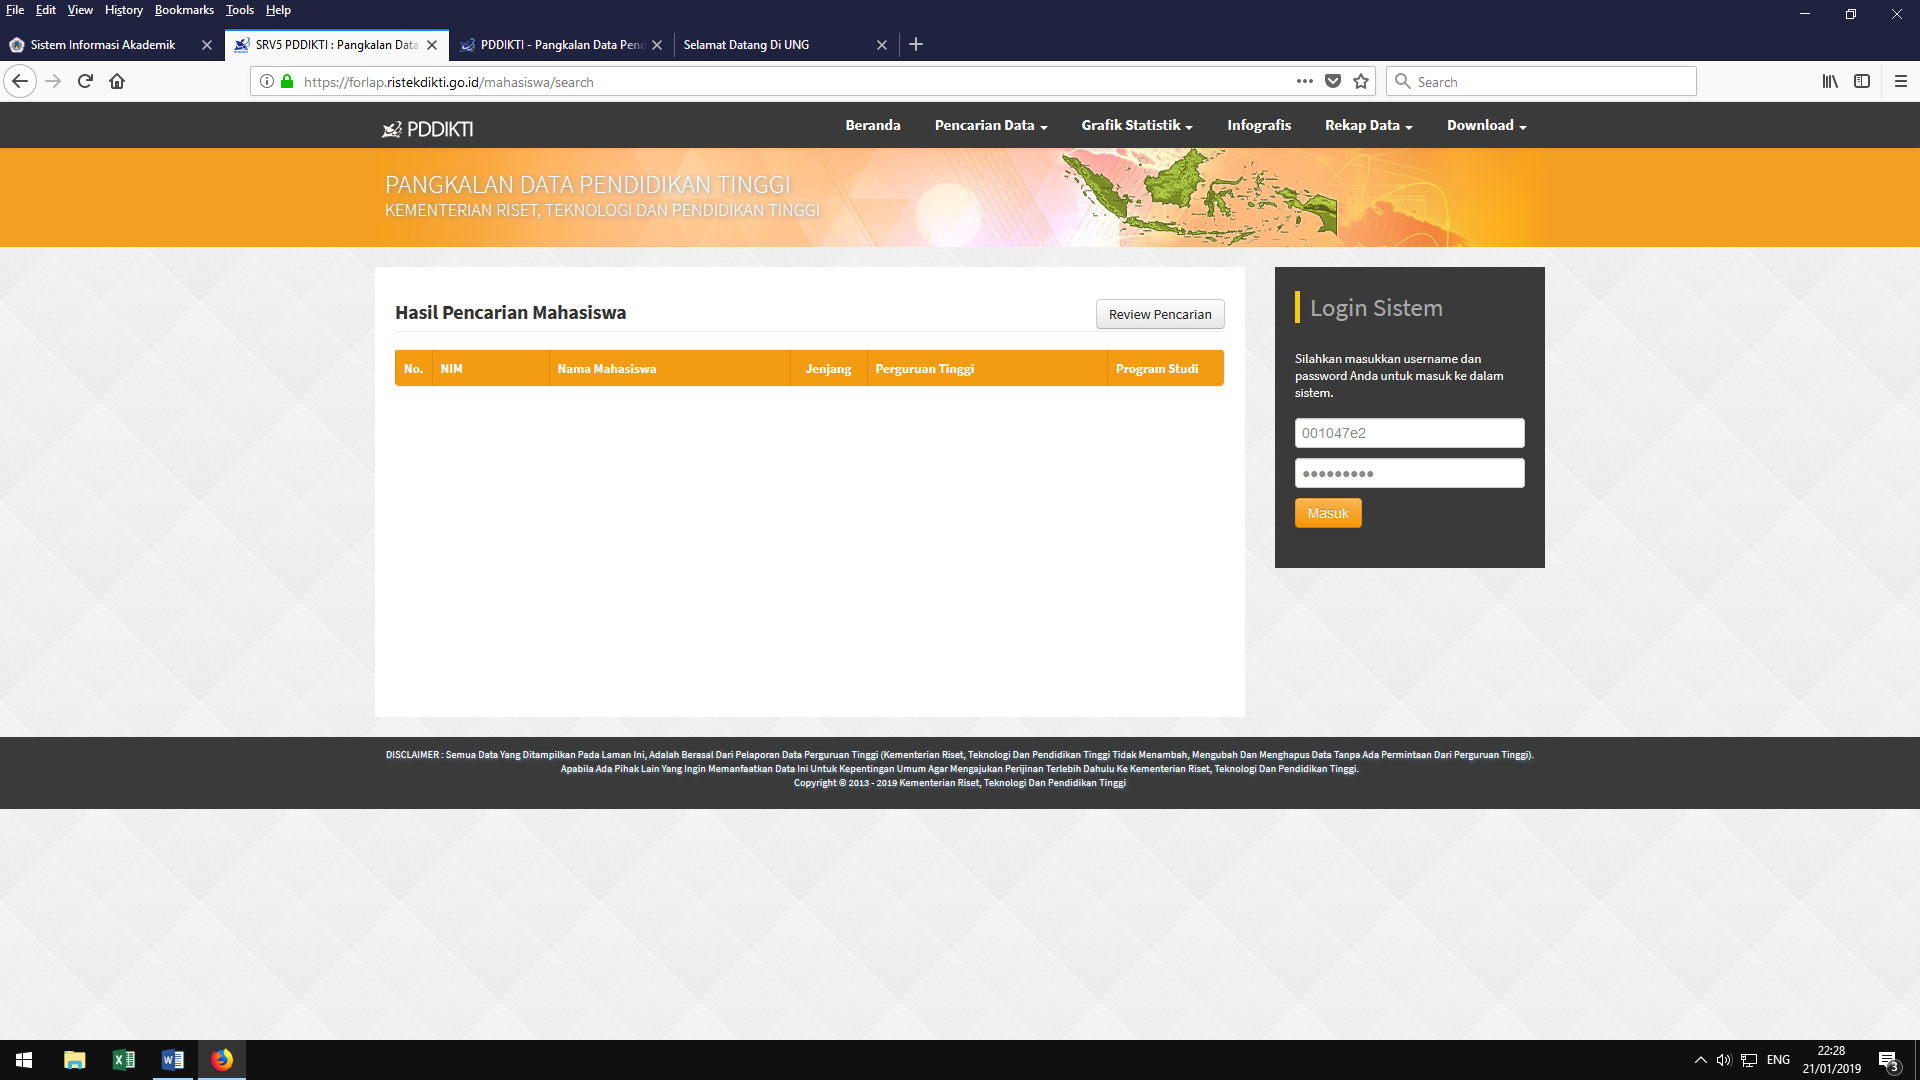 File Edit View History Bookmarks Tools Help
Sistem Informasi Akademik
SRV5 PDDIKTI : Pangkalan Data
PDDIKTI - Pangkalan Data Pend
Selamat Datang Di UNG
https://forlap.ristekdikti.go.id/mahasiswa/search
Search
PDDIKTI
Beranda Pencarian Data Grafik Statistik Infografis Rekap Data Download
PANGKALAN DATA PENDIDIKAN TINGGI
KEMENTERIAN RISET, TEKNOLOGI DAN PENDIDIKAN TINGGI
Hasil Pencarian Mahasiswa
Review Pencarian
No. NIM Nama Mahasiswa Jenjang Perguruan Tinggi Program Studi
Login Sistem
Silahkan masukkan username dan
password Anda untuk masuk ke dalam
sistem.
001047e2
•••••••••
Masuk
DISCLAIMER : Semua Data Yang Ditampilkan Pada Laman Ini, Adalah Berasal Dari Pelaporan Data Perguruan Tinggi (Kementerian Riset, Teknologi Dan Pendidikan Tinggi Tidak Menambah, Mengubah Dan Menghapus Data Tanpa Ada Permintaan Dari Perguruan Tinggi).
Apabila Ada Pihak Lain Yang Ingin Memanfaatkan Data Ini Untuk Kepentingan Umum Agar Mengajukan Perijinan Terlebih Dahulu Ke Kementerian Riset, Teknologi Dan Pendidikan Tinggi.
Copyright © 2013 - 2019 Kementerian Riset, Teknologi Dan Pendidikan Tinggi
ENG
22:28
21/01/2019
3